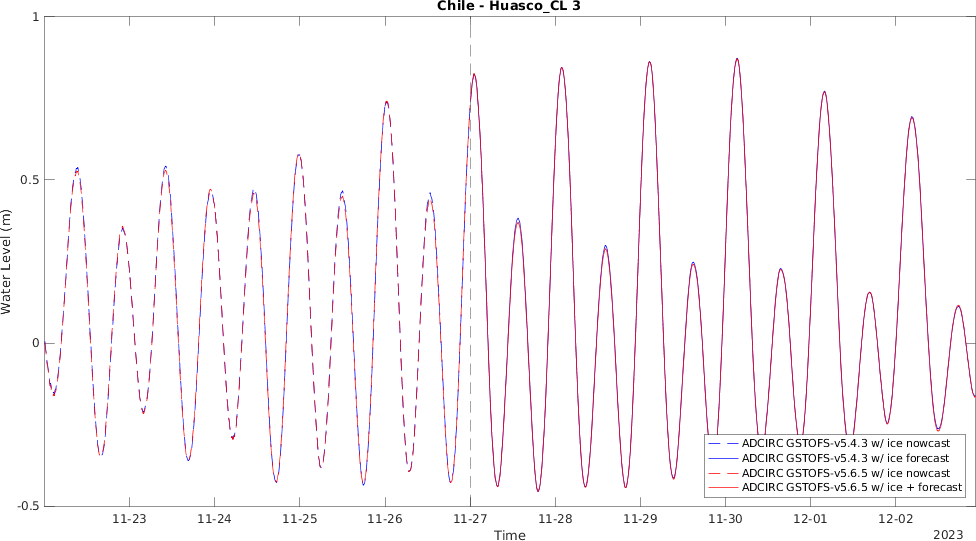 Chile - Huasco_CL 3
Water Level (m)
1
0.5
0
-0.5
11-23 11-24 11-25 11-26 11-27 11-28 11-29 11-30 12-01 12-02
Time
2023
ADCIRC GSTOFS-v5.4.3 w/ ice nowcast
ADCIRC GSTOFS-v5.4.3 w/ ice forecast
ADCIRC GSTOFS-v5.6.5 w/ ice nowcast
ADCIRC GSTOFS-v5.6.5 w/ ice + forecast